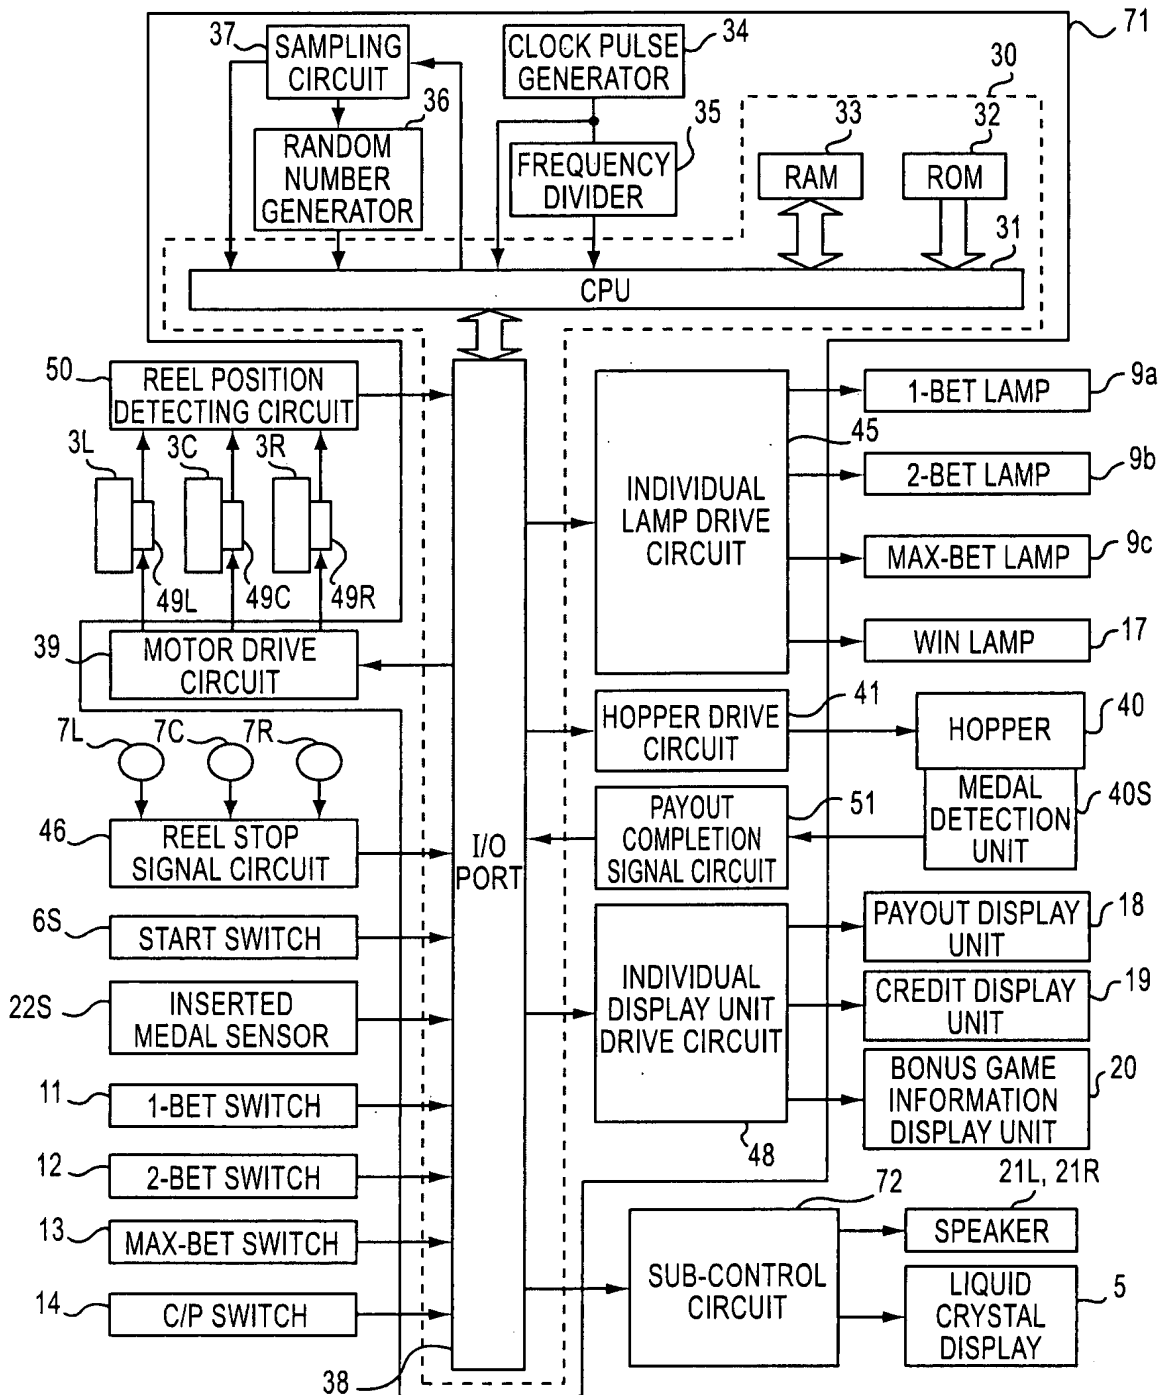 37
SAMPLING
CIRCUIT
CLOCK PULSE
GENERATOR
34
71
36
RANDOM
NUMBER
GENERATOR
35
FREQUENCY
DIVIDER
30
33
RAM
32
ROM
31
CPU
50
REEL POSITION
DETECTING CIRCUIT
3L
3C
3R
49L
49C
49R
39
MOTOR DRIVE
CIRCUIT
7L
7C
7R
46
REEL STOP
SIGNAL CIRCUIT
6S
START SWITCH
22S
INSERTED
MEDAL SENSOR
11
1-BET SWITCH
12
2-BET SWITCH
13
MAX-BET SWITCH
14
C/P SWITCH
I/O
PORT
38
INDIVIDUAL
LAMP DRIVE
CIRCUIT
45
1-BET LAMP
9a
2-BET LAMP
9b
MAX-BET LAMP
9c
WIN LAMP
17
HOPPER DRIVE
CIRCUIT
41
HOPPER
40
MEDAL
DETECTION
UNIT
40S
PAYOUT
COMPLETION
SIGNAL CIRCUIT
51
INDIVIDUAL
DISPLAY UNIT
DRIVE CIRCUIT
48
PAYOUT DISPLAY
UNIT
18
CREDIT DISPLAY
UNIT
19
BONUS GAME
INFORMATION
DISPLAY UNIT
20
72
SUB-CONTROL
CIRCUIT
21L, 21R
SPEAKER
LIQUID
CRYSTAL
DISPLAY
5